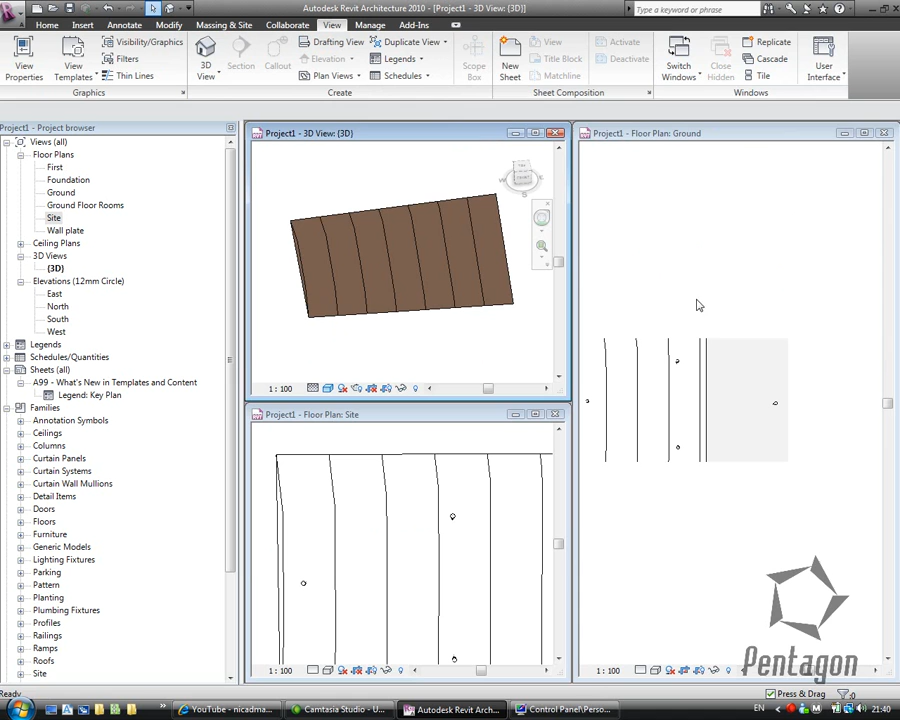 Autodesk Revit Architecture 2010 - [Project1 - 3D View: {3D}]
Type a keyword or phrase
Home Insert Annotate Modify Massing & Site Collaborate View Manage Add-Ins
View Properties
View Templates
Visibility/Graphics
Filters
Thin Lines
Graphics
3D View
Section
Callout
Drafting View
Elevation
Plan Views
Duplicate View
Legends
Schedules
Create
Scope Box
New Sheet
View
Title Block
Matchline
Activate
Deactivate
Sheet Composition
Switch Windows
Close Hidden
Replicate
Cascade
Tile
Windows
User Interface
Project1 - Project browser
Views (all)
Floor Plans
First
Foundation
Ground
Ground Floor Rooms
Site
Wall plate
Ceiling Plans
3D Views
{3D}
Elevations (12mm Circle)
East
North
South
West
Legends
Schedules/Quantities
Sheets (all)
A99 - What's New in Templates and Content
Legend: Key Plan
Families
Annotation Symbols
Ceilings
Columns
Curtain Panels
Curtain Systems
Curtain Wall Mullions
Detail Items
Doors
Floors
Furniture
Generic Models
Lighting Fixtures
Parking
Pattern
Planting
Plumbing Fixtures
Profiles
Railings
Ramps
Roofs
Site
Project1 - 3D View: {3D}
1 : 100
Project1 - Floor Plan: Site
1 : 100
Project1 - Floor Plan: Ground
1 : 100
Pentagon
Ready
Press & Drag
:0
YouTube - nicadma...
Camtasia Studio - U...
Autodesk Revit Arch...
Control Panel\Perso...
EN
21:40